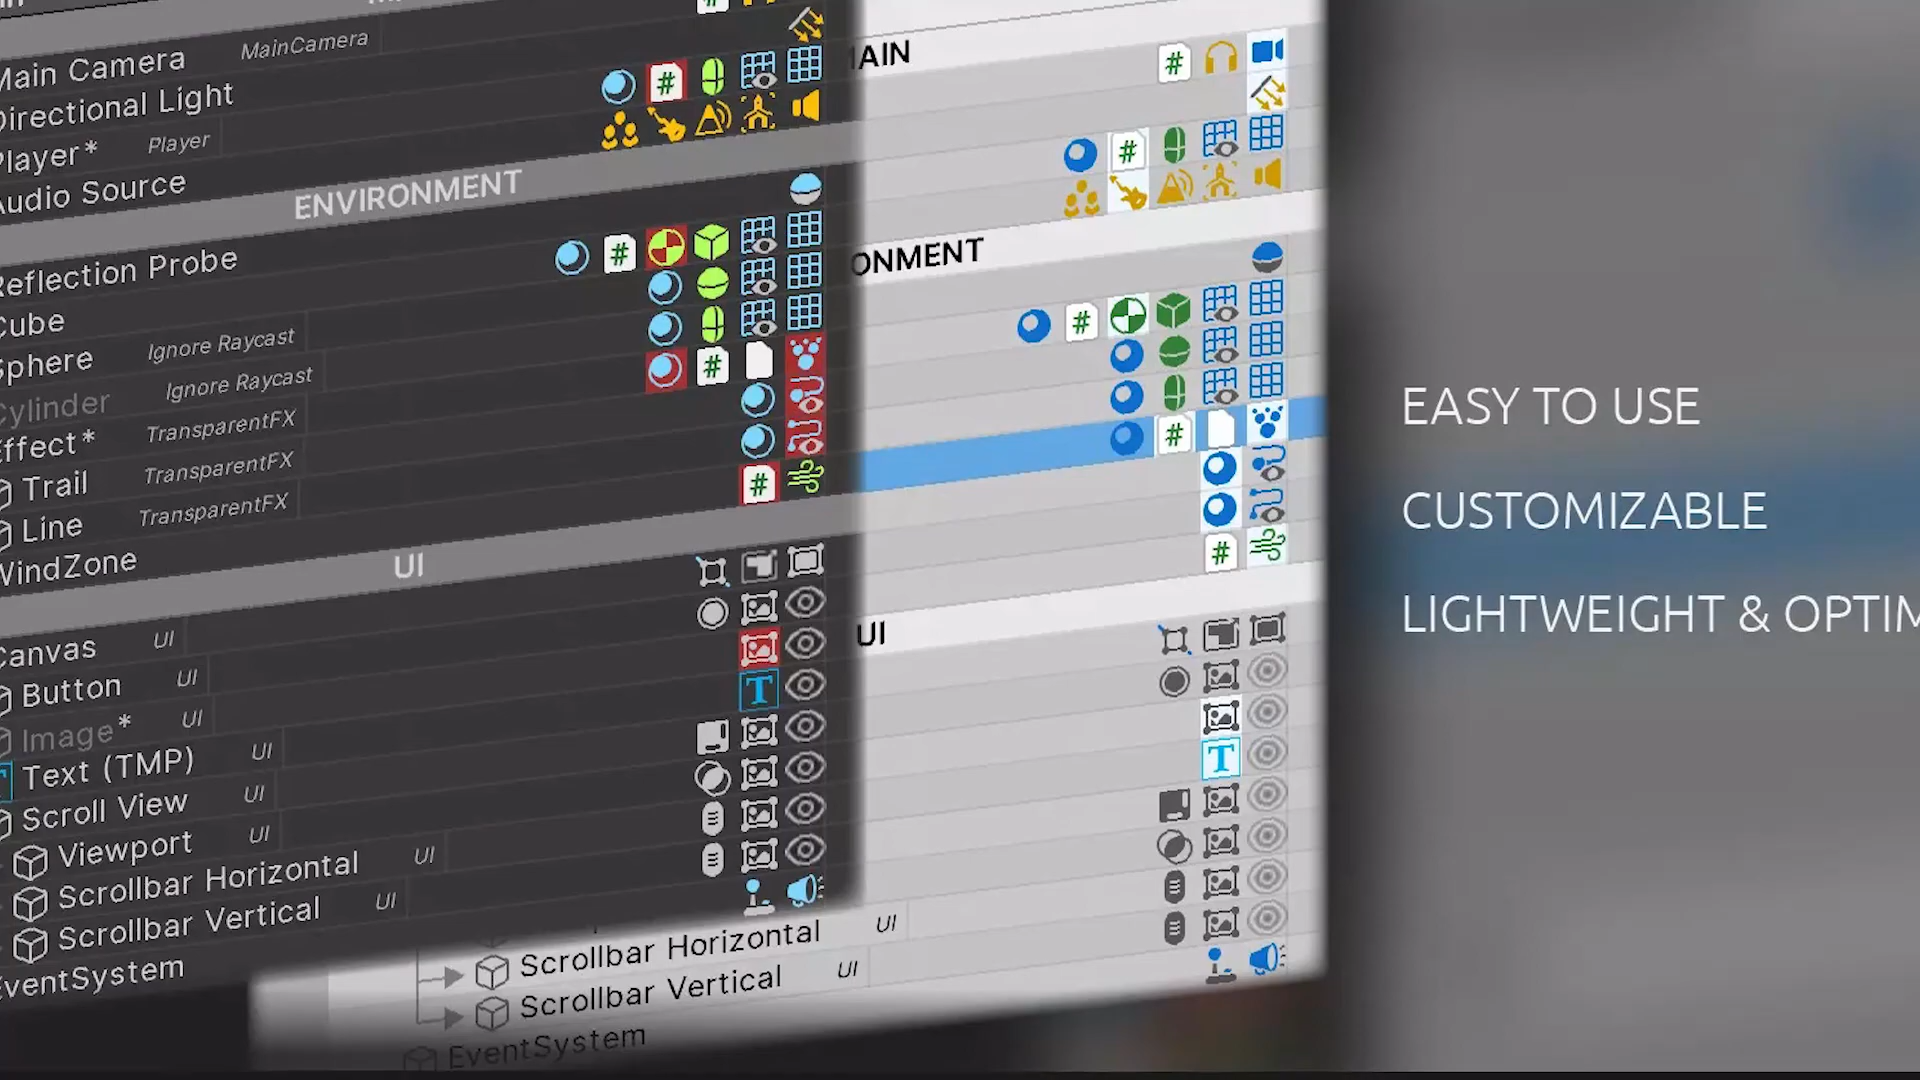 Main Camera MainCamera
Directional Light
Player* Player
Audio Source
ENVIRONMENT
Reflection Probe
Cube
Sphere Ignore Raycast
Cylinder Ignore Raycast
Effect* TransparentFX
Trail TransparentFX
Line TransparentFX
WindZone
UI
Canvas UI
Button UI
Image* UI
Text (TMP) UI
Scroll View UI
Viewport UI
Scrollbar Horizontal UI
Scrollbar Vertical UI
EventSystem
AIN
ONMENT
UI
Scrollbar Horizontal UI
Scrollbar Vertical UI
EventSystem
EASY TO USE
CUSTOMIZABLE
LIGHTWEIGHT & OPTIM